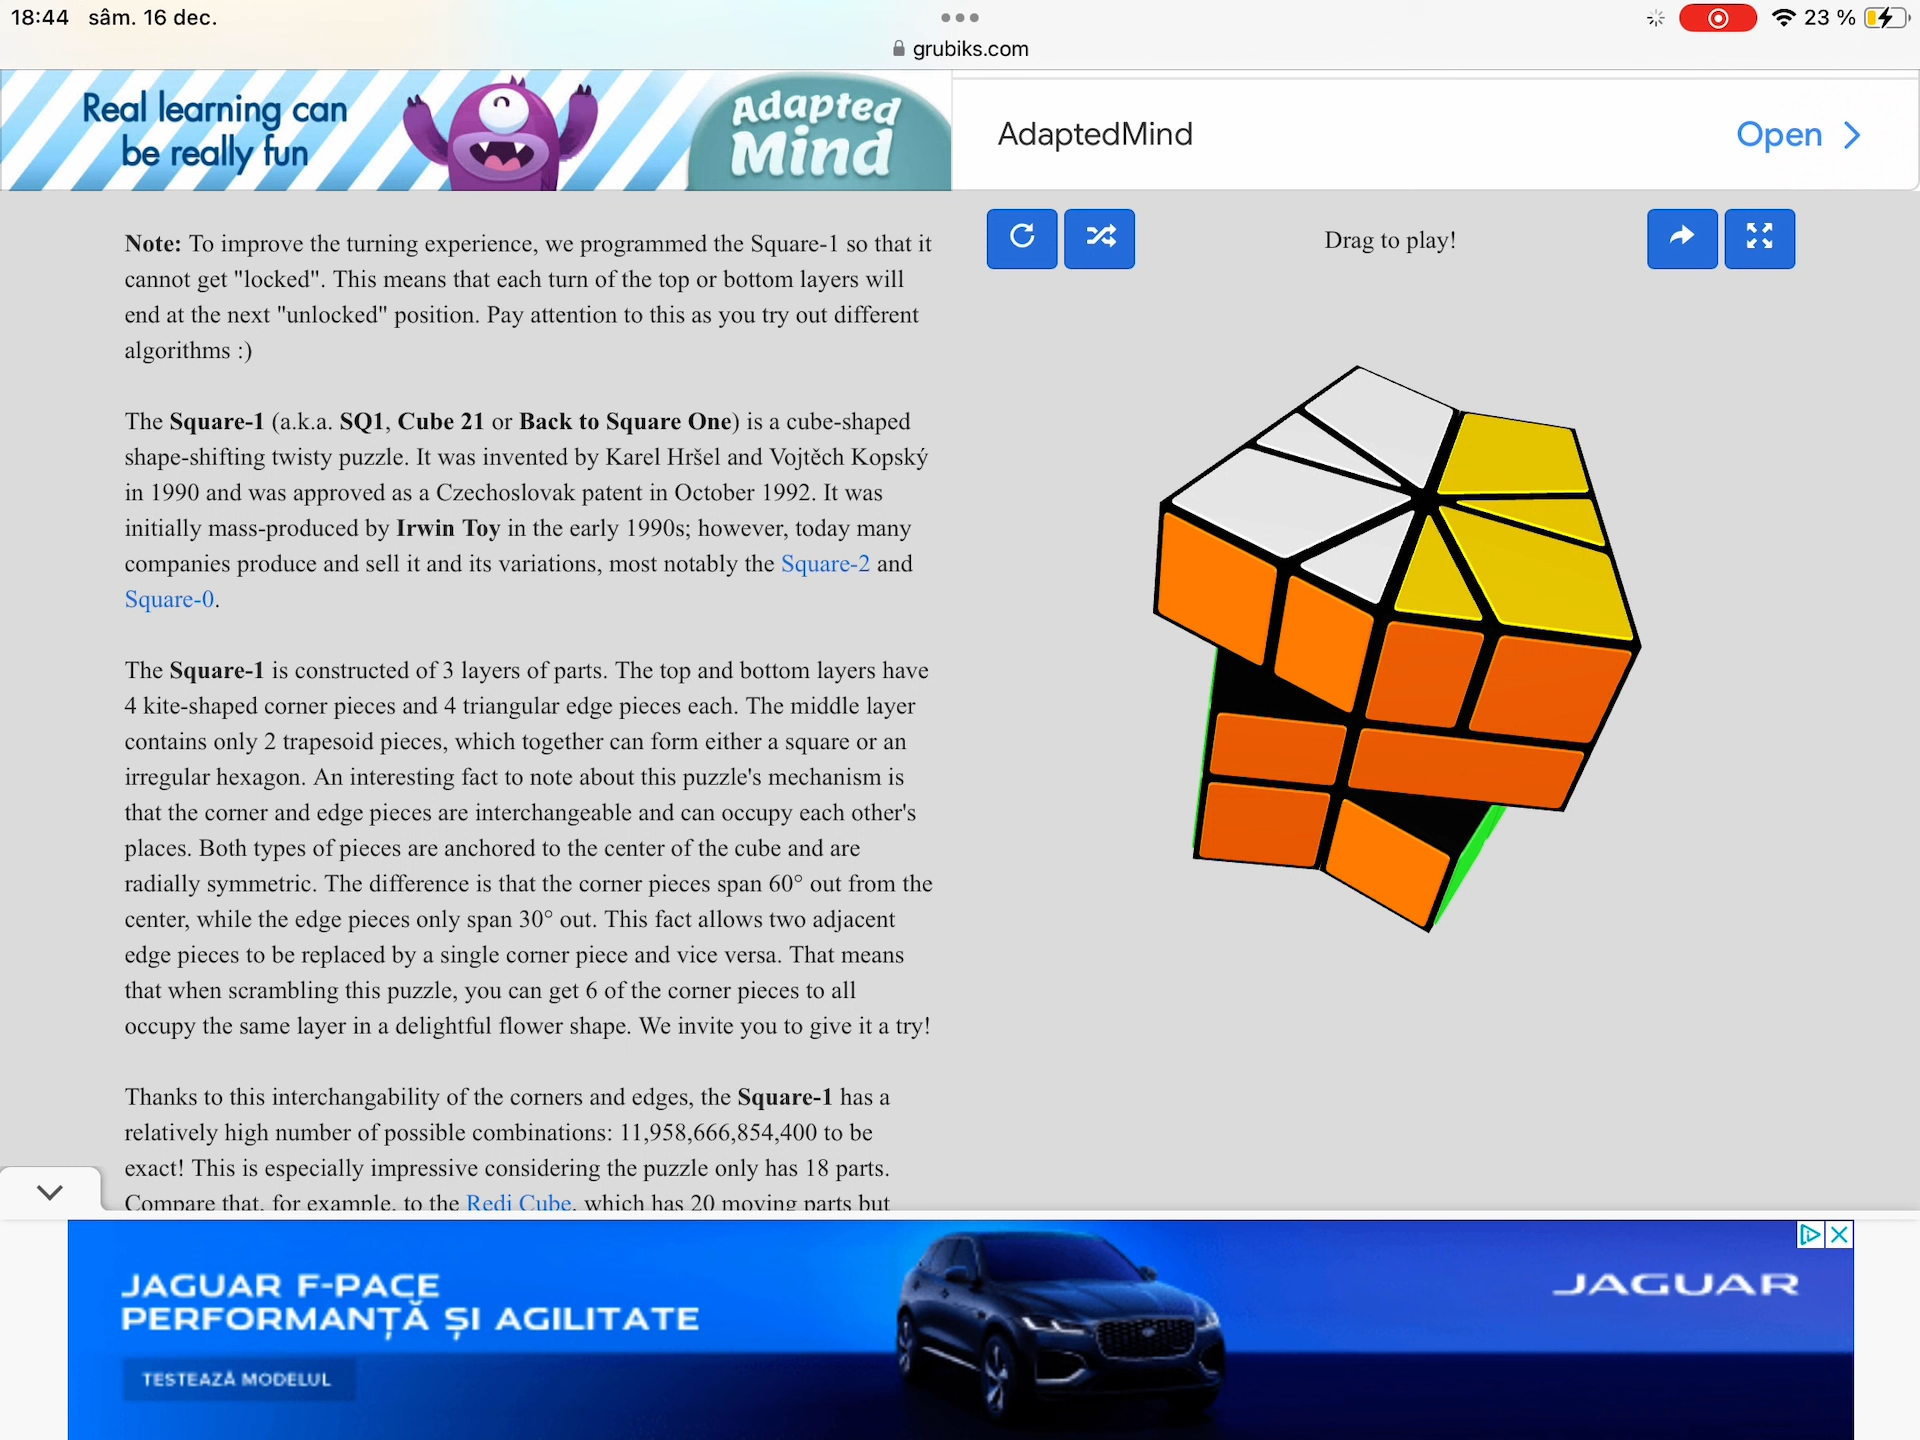 18:44 sâm. 16 dec.
23 %
grubiks.com
Real learning can
be really fun
Adapted
Mind
AdaptedMind
Open
Note: To improve the turning experience, we programmed the Square-1 so that it
cannot get "locked". This means that each turn of the top or bottom layers will
end at the next "unlocked" position. Pay attention to this as you try out different
algorithms :)
Drag to play!
The Square-1 (a.k.a. SQ1, Cube 21 or Back to Square One) is a cube-shaped
shape-shifting twisty puzzle. It was invented by Karel Hršel and Vojtěch Kopský
in 1990 and was approved as a Czechoslovak patent in October 1992. It was
initially mass-produced by Irwin Toy in the early 1990s; however, today many
companies produce and sell it and its variations, most notably the Square-2 and
Square-0.
The Square-1 is constructed of 3 layers of parts. The top and bottom layers have
4 kite-shaped corner pieces and 4 triangular edge pieces each. The middle layer
contains only 2 trapesoid pieces, which together can form either a square or an
irregular hexagon. An interesting fact to note about this puzzle's mechanism is
that the corner and edge pieces are interchangeable and can occupy each other's
places. Both types of pieces are anchored to the center of the cube and are
radially symmetric. The difference is that the corner pieces span 60° out from the
center, while the edge pieces only span 30° out. This fact allows two adjacent
edge pieces to be replaced by a single corner piece and vice versa. That means
that when scrambling this puzzle, you can get 6 of the corner pieces to all
occupy the same layer in a delightful flower shape. We invite you to give it a try!
Thanks to this interchangability of the corners and edges, the Square-1 has a
relatively high number of possible combinations: 11,958,666,854,400 to be
exact! This is especially impressive considering the puzzle only has 18 parts.
Compare that, for example, to the Redi Cube, which has 20 moving parts but
JAGUAR F-PACE
PERFORMANȚĂ ȘI AGILITATE
TESTEAZĂ MODELUL
JAGUAR